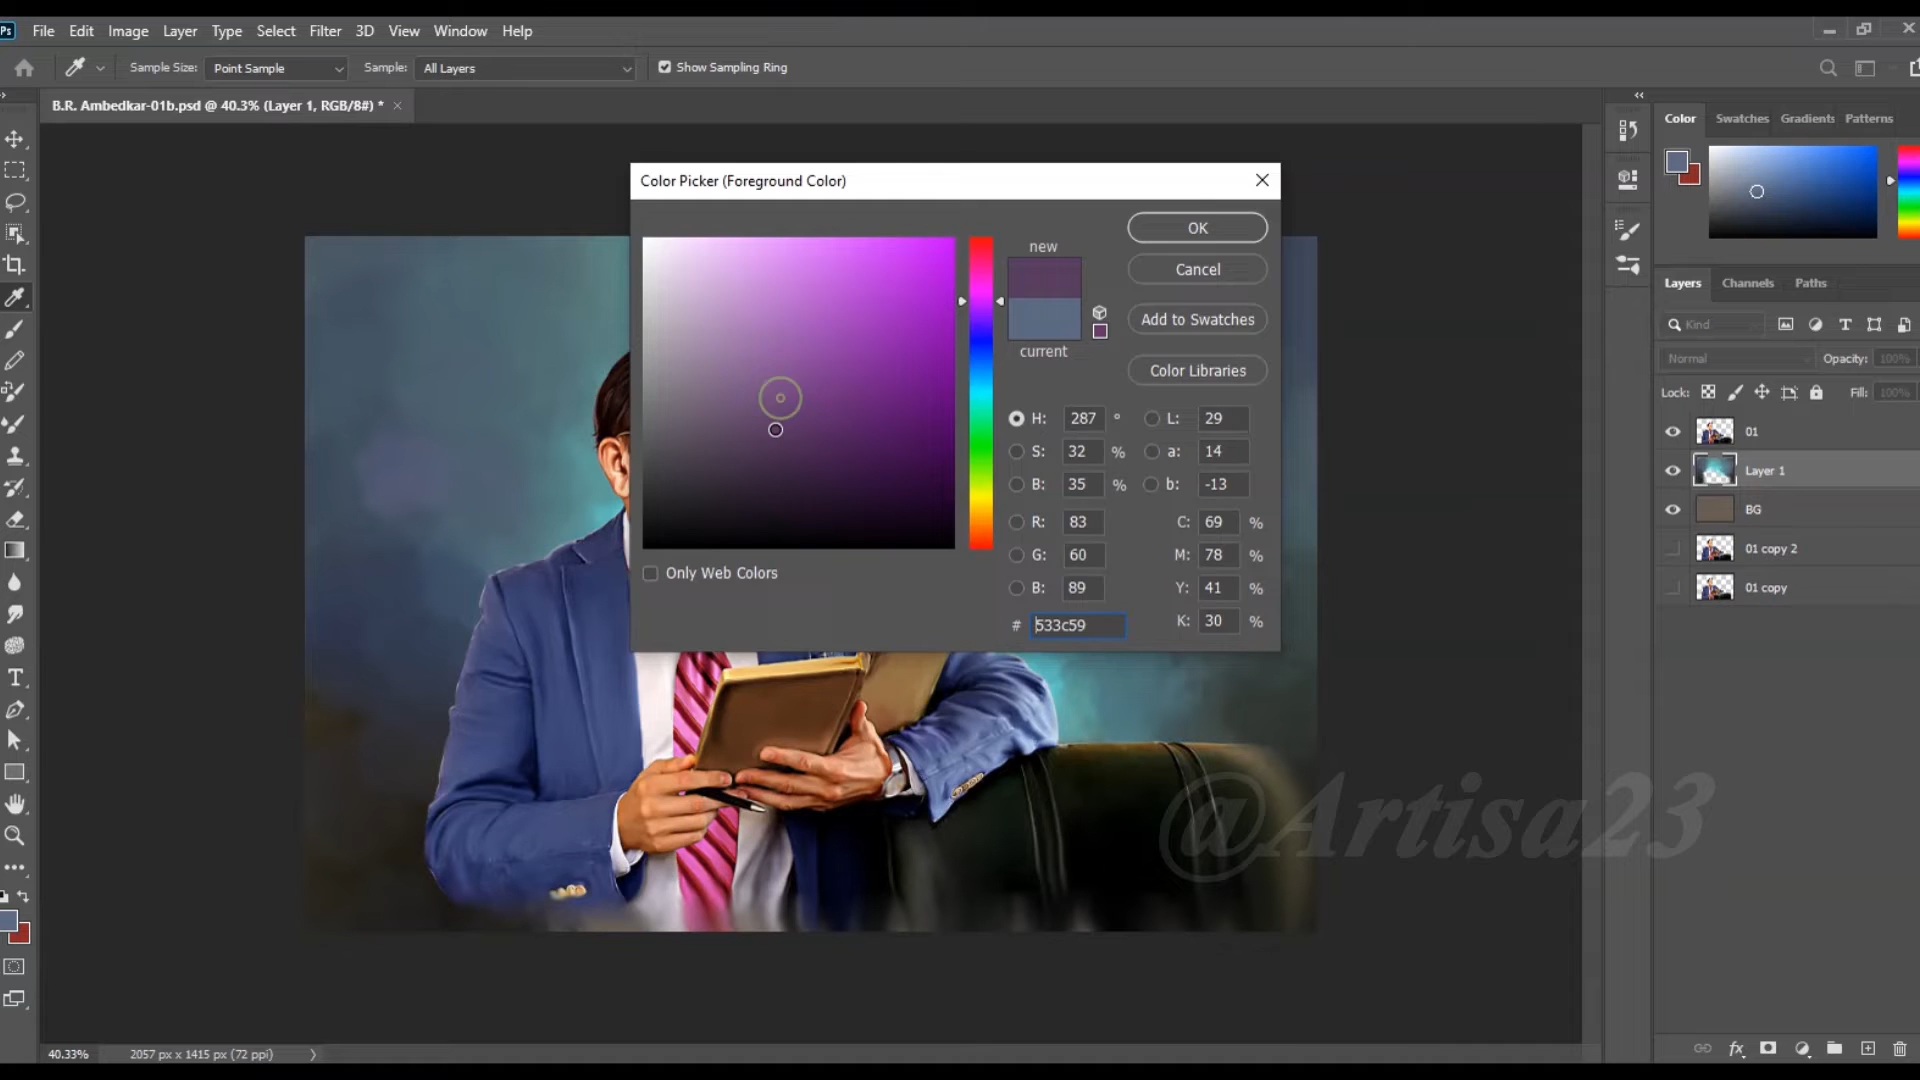 Ps File Edit Image Layer Type Select Filter 3D View Window Help
Sample Size: Point Sample Sample: All Layers Show Sampling Ring
B.R. Ambedkar-01b.psd @ 40.3% (Layer 1, RGB/8#) *
Color Swatches Gradients Patterns
Color Picker (Foreground Color)
new
current
OK
Cancel
Add to Swatches
Color Libraries
H: 287 ° L: 29
S: 32 % a: 14
B: 35 % b: -13
R: 83 C: 69 %
G: 60 M: 78 %
B: 89 Y: 41 %
# 533c59 K: 30 %
Only Web Colors
Layers Channels Paths
Kind
Normal Opacity: 100%
Lock: Fill: 100%
01
Layer 1
BG
01 copy 2
01 copy
@Artisa23
40.33% 2057 px x 1415 px (72 ppi)